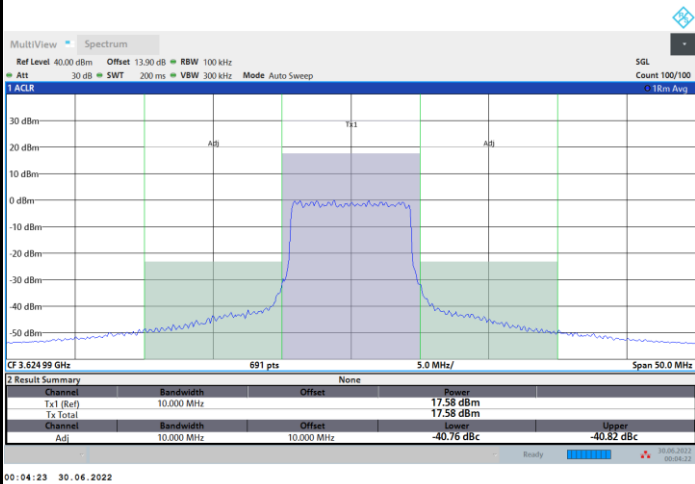 MultiView Spectrum
Ref Level 40.00 dBm Offset 13.90 dB RBW 100 kHz SGL
Att 30 dB SWT 200 ms VBW 300 kHz Mode Auto Sweep Count 100/100
1 ACLR 1Rm Avg
30 dBm
Tx1
20 dBm
Adj Adj
10 dBm
0 dBm
-10 dBm
-20 dBm
-30 dBm
-40 dBm
-50 dBm
CF 3.624 99 GHz 691 pts 5.0 MHz/ Span 50.0 MHz
2 Result Summary None
Channel Bandwidth Offset Power
Tx1 (Ref) 10.000 MHz 17.58 dBm
Tx Total 17.58 dBm
Channel Bandwidth Offset Lower Upper
Adj 10.000 MHz 10.000 MHz -40.76 dBc -40.82 dBc
Ready 30.06.2022
00:04:22
00:04:23 30.06.2022